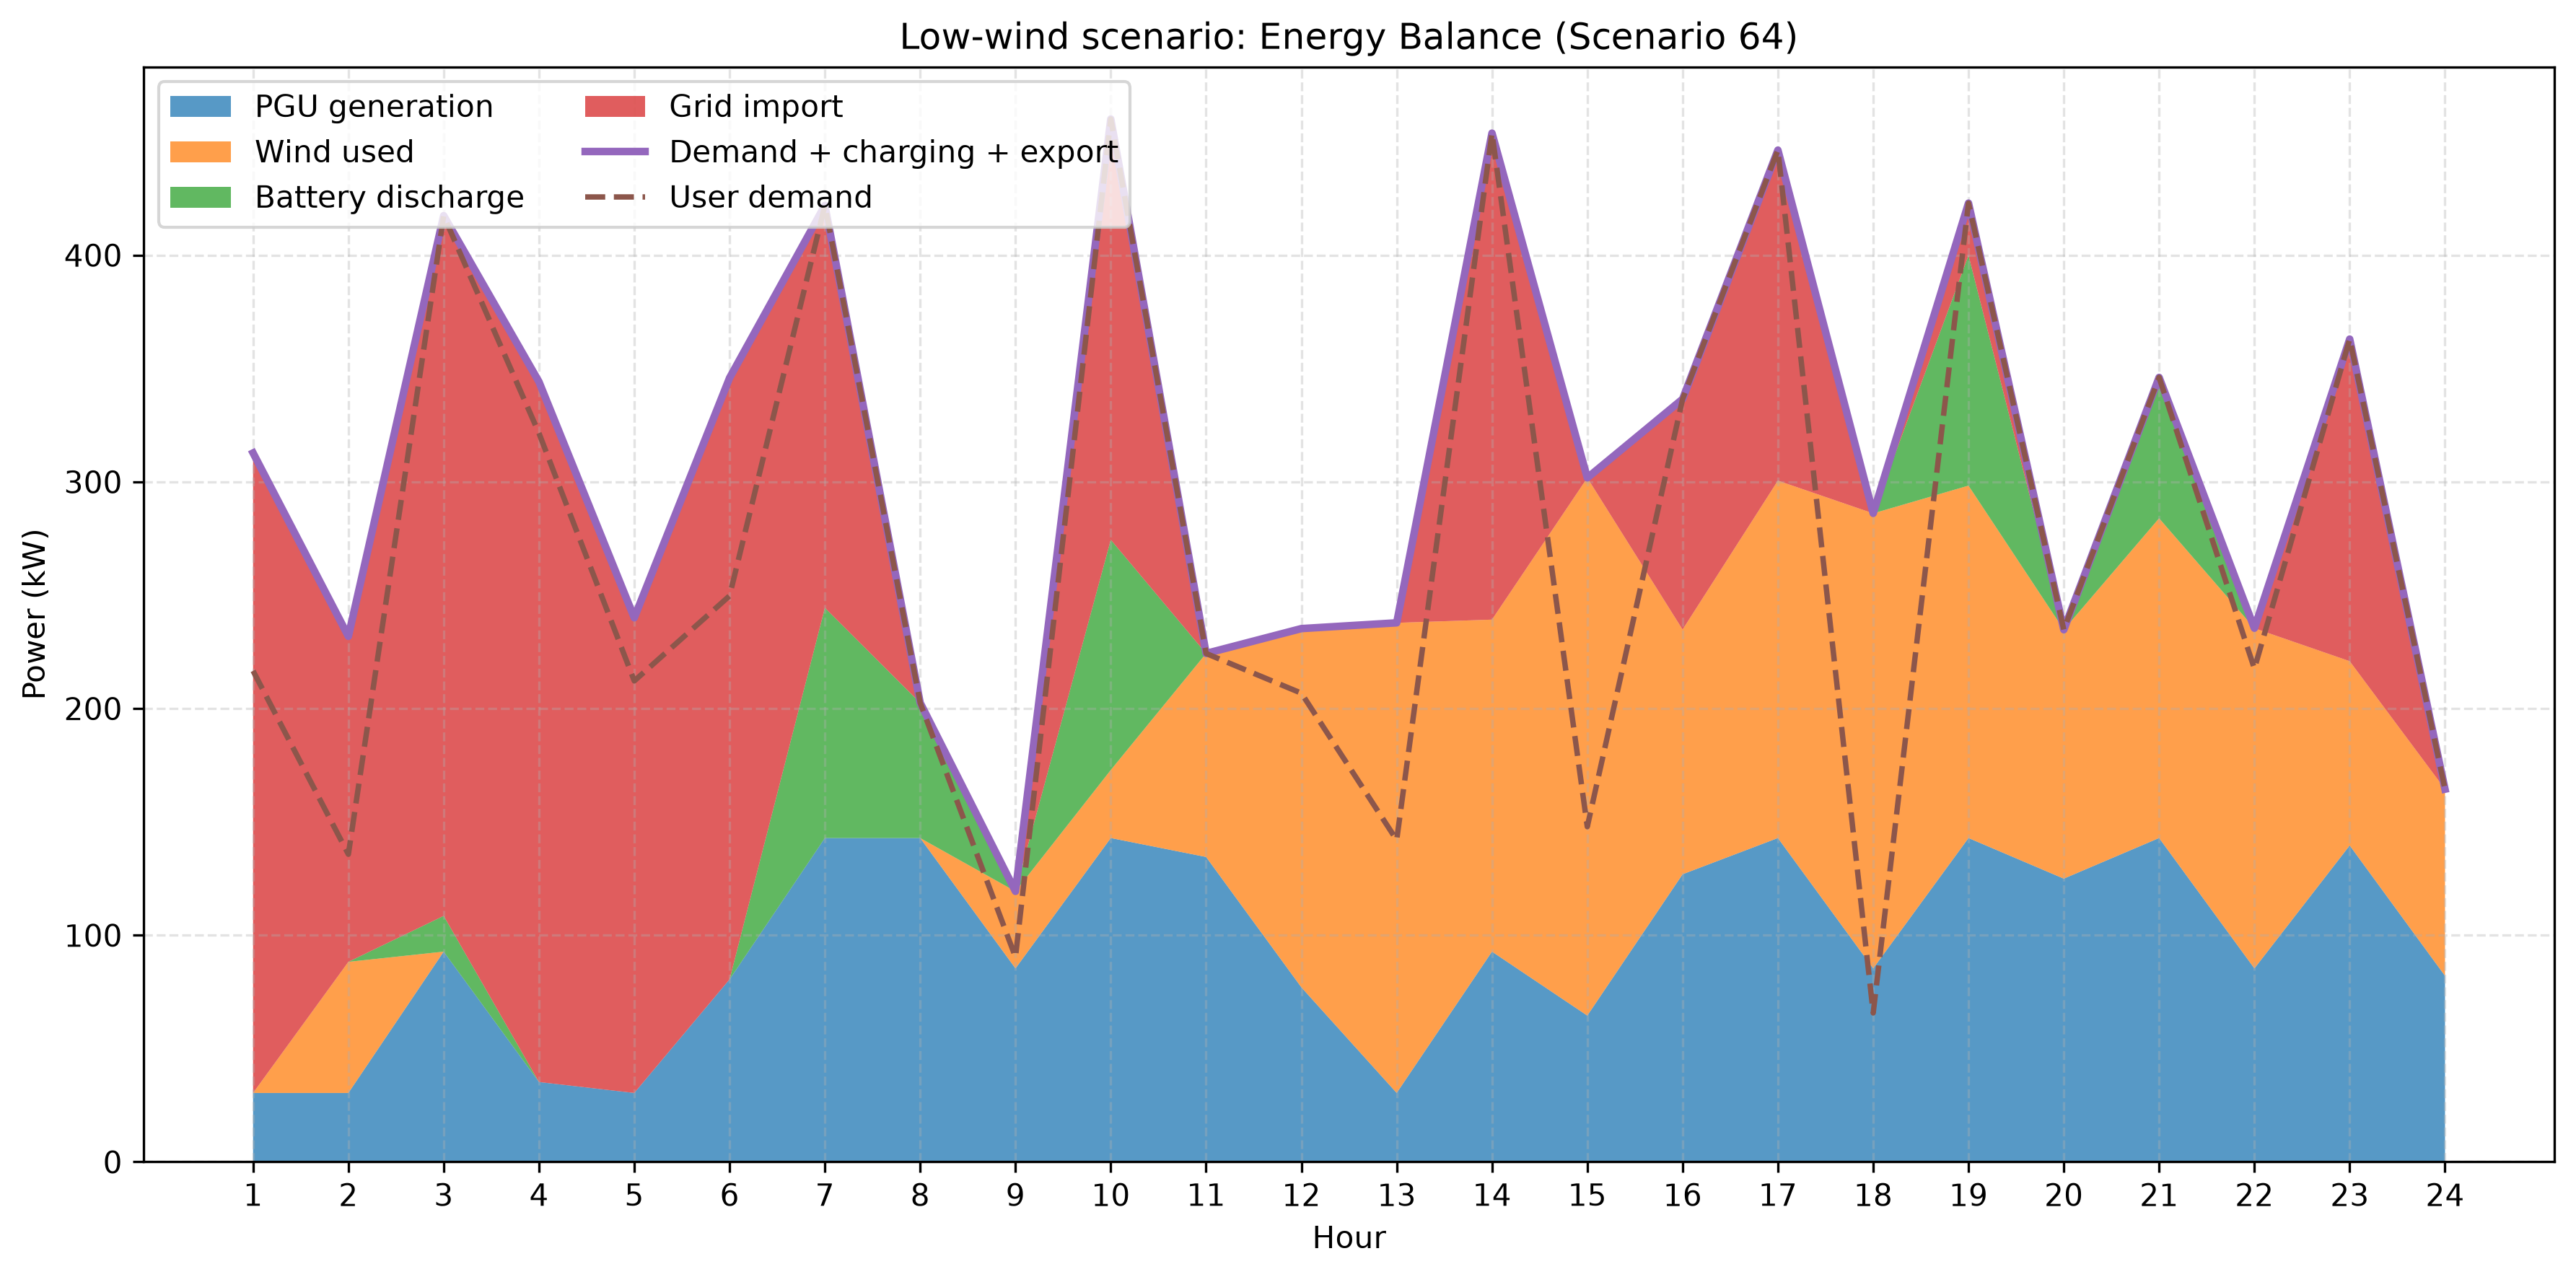 Low-wind scenario: Energy Balance (Scenario 64)
PGU generation
Wind used
Battery discharge
Grid import
Demand + charging + export
User demand
Power (kW)
400
300
200
100
0
1 2 3 4 5 6 7 8 9 10 11 12 13 14 15 16 17 18 19 20 21 22 23 24
Hour